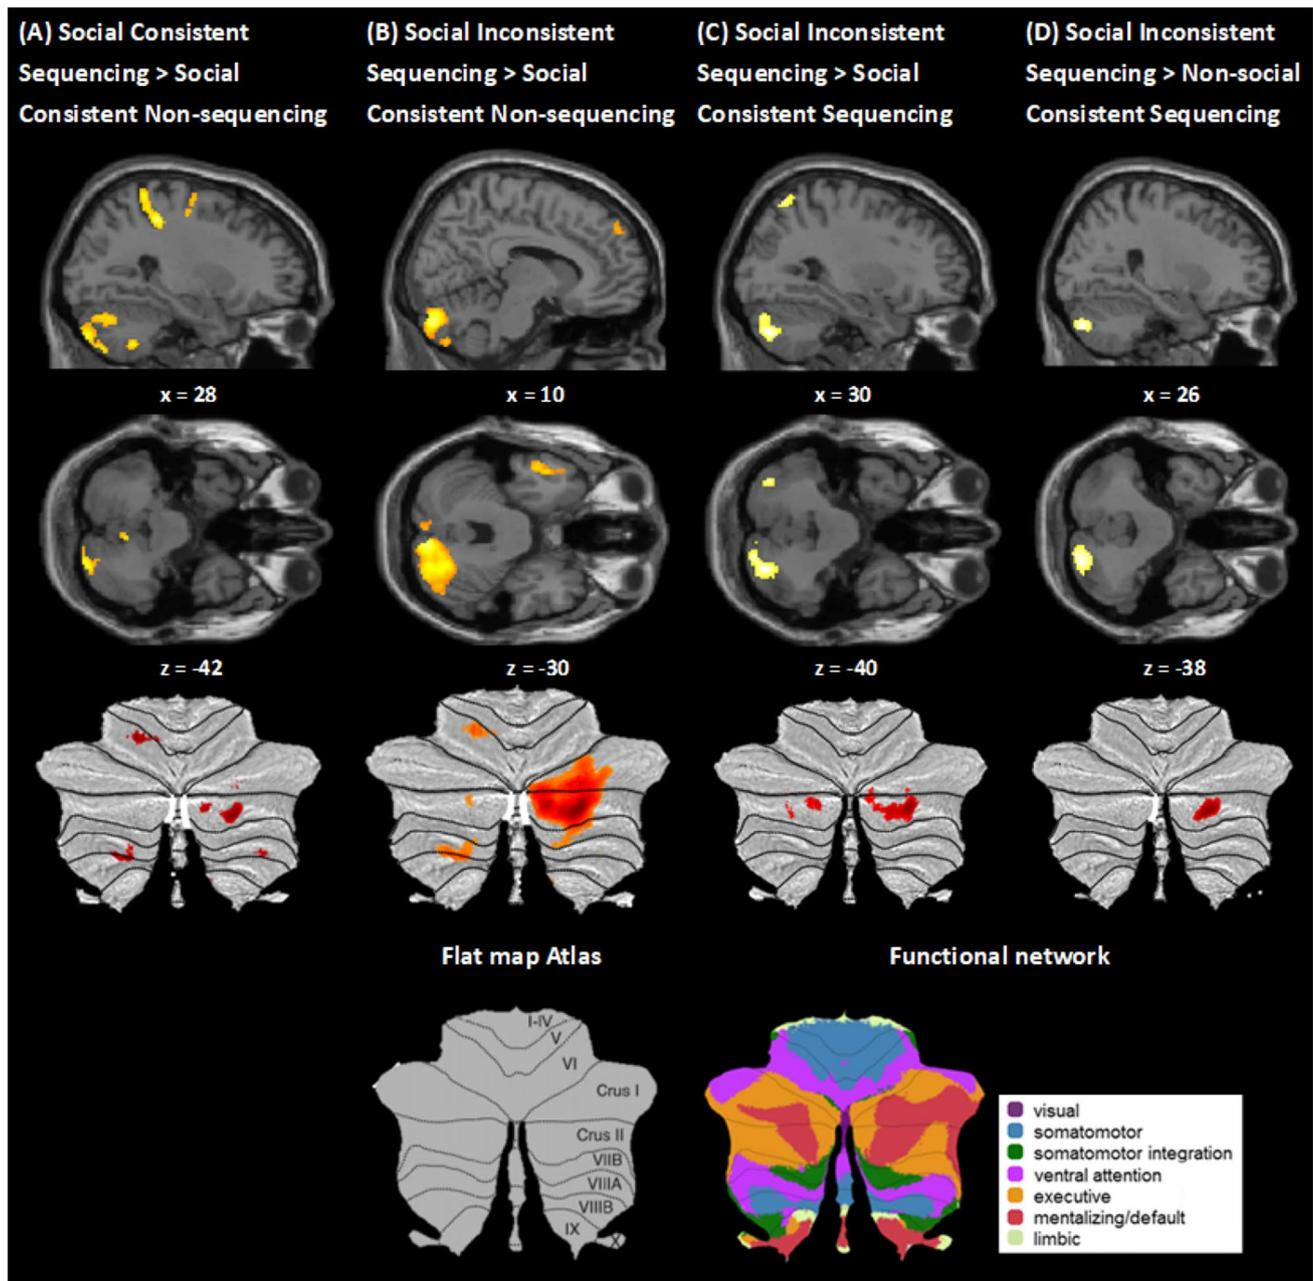 (A) Social Consistent
Sequencing > Social
Consistent Non-sequencing
(B) Social Inconsistent
Sequencing > Social
Consistent Non-sequencing
(C) Social Inconsistent
Sequencing > Social
Consistent Sequencing
(D) Social Inconsistent
Sequencing > Non-social
Consistent Sequencing
x = 28
x = 10
x = 30
x = 26
z = -42
z = -30
z = -40
z = -38
Flat map Atlas
I-IV
V
VI
Crus I
Crus II
VIIB
VIIIA
VIIIB
IX
X
Functional network
visual
somatomotor
somatomotor integration
ventral attention
executive
mentalizing/default
limbic